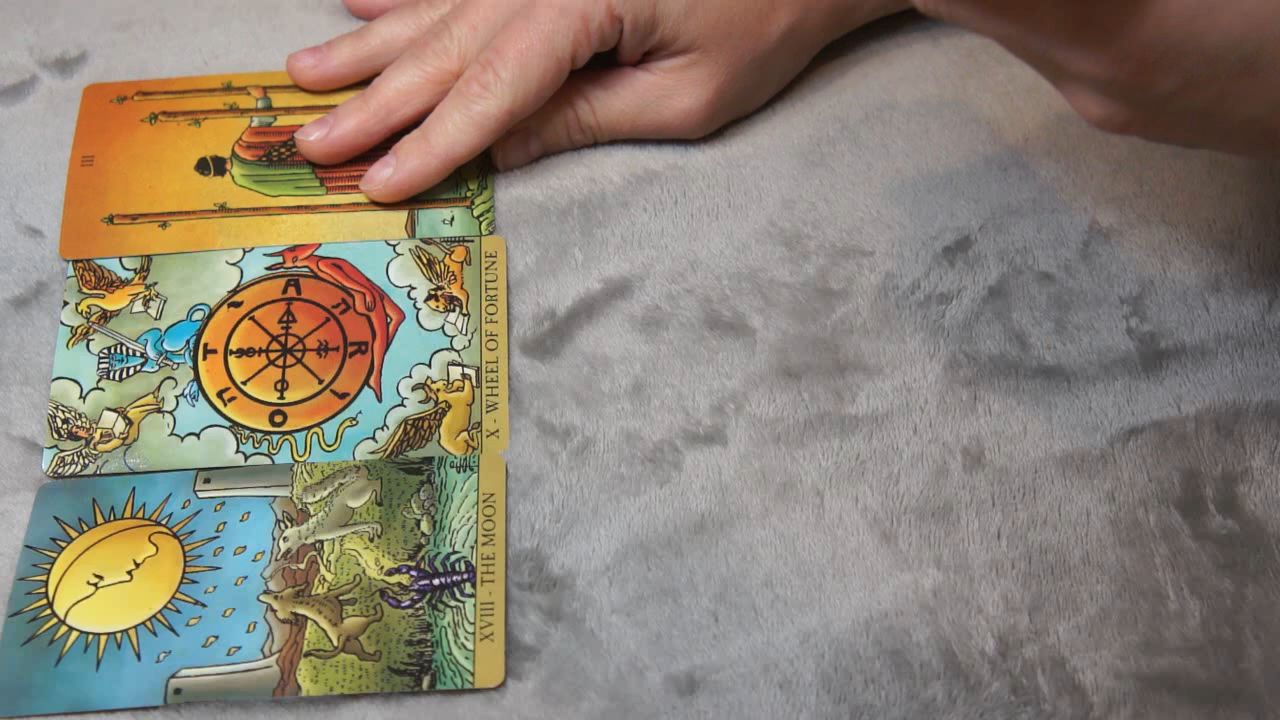 III
X - WHEEL OF FORTUNE
T A R O
XVIII - THE MOON